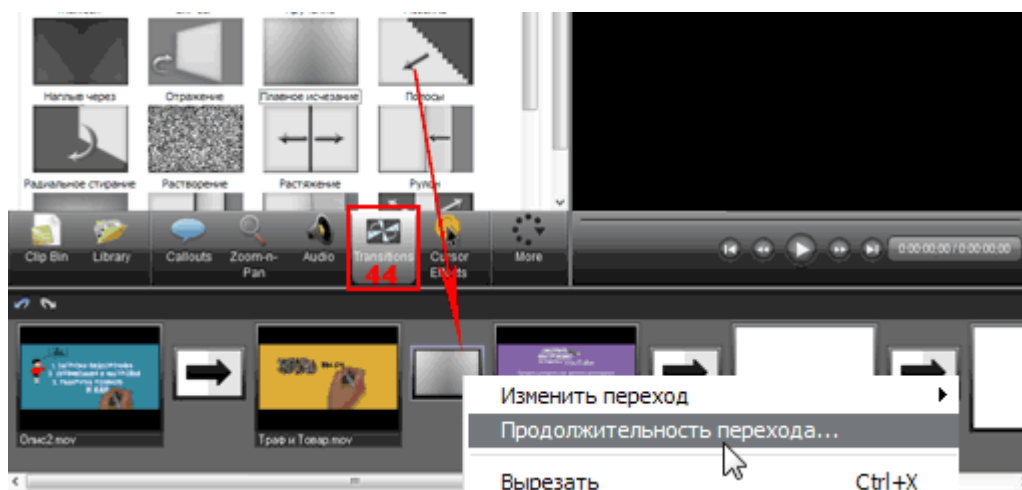 Наплыв через
Отражение
Плавное исчезание
Полосы
Радиальное стирание
Растворение
Растяжение
Рулон
Clip Bin
Library
Callouts
Zoom-n-
Pan
Audio
Transitions
Cursor
Effects
More
44
0:00:00,00 / 0:00:00,00
Опис2.mov
Траф и Товар.mov
Изменить переход
Продолжительность перехода...
Вырезать Ctrl+X